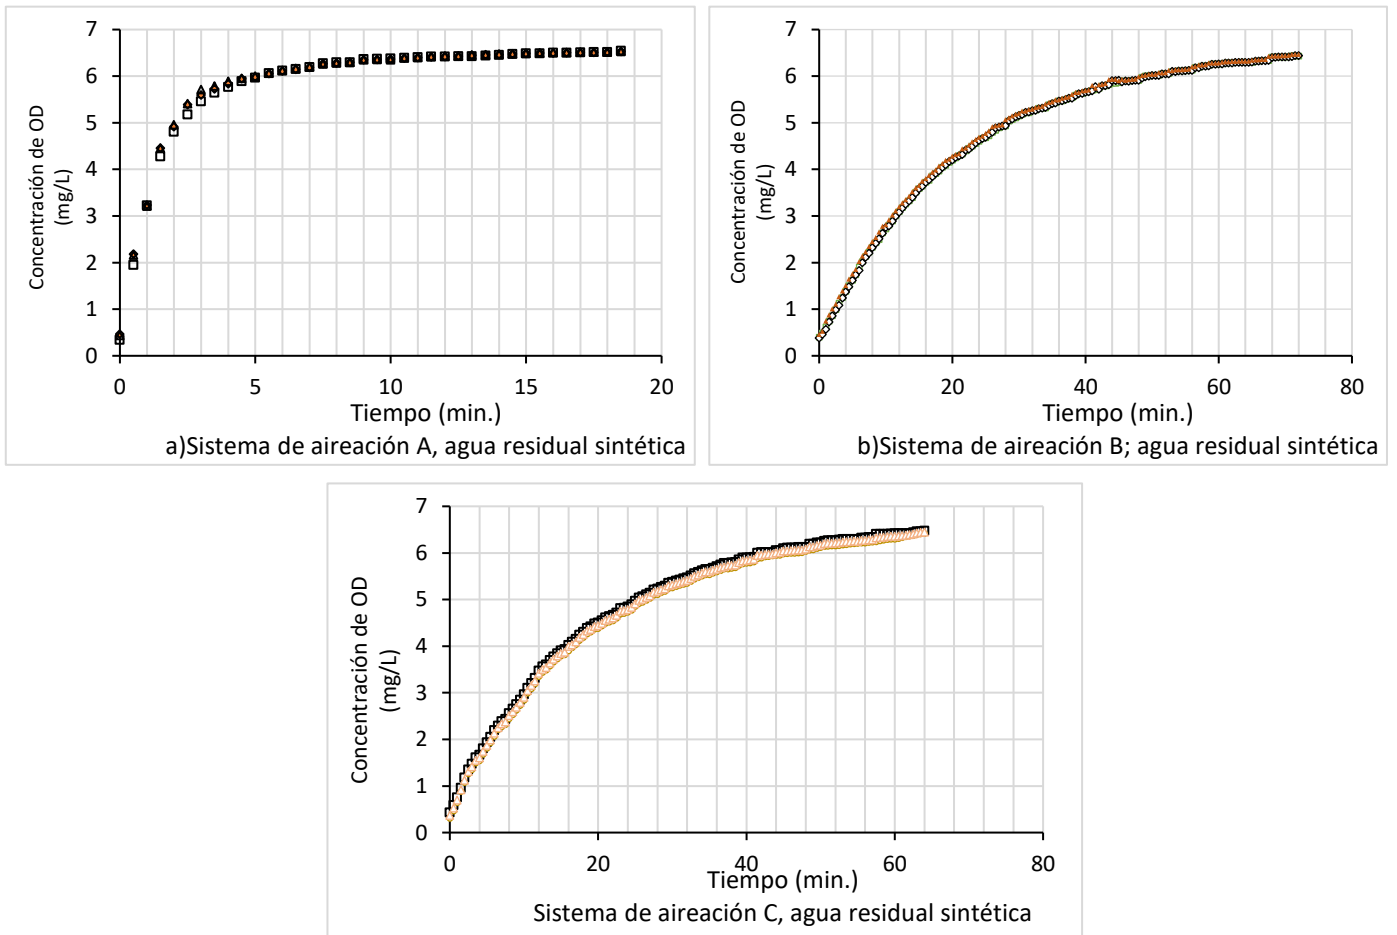 7
6
5
4
3
2
1
0
Concentración de OD
(mg/L)
0 5 10 15 20
Tiempo (min.)
a)Sistema de aireación A, agua residual sintética
7
6
5
4
3
2
1
0
Concentración de OD
(mg/L)
0 20 40 60 80
Tiempo (min.)
b)Sistema de aireación B; agua residual sintética
7
6
5
4
3
2
1
0
Concentración de OD
(mg/L)
0 20 40 60 80
Tiempo (min.)
Sistema de aireación C, agua residual sintética